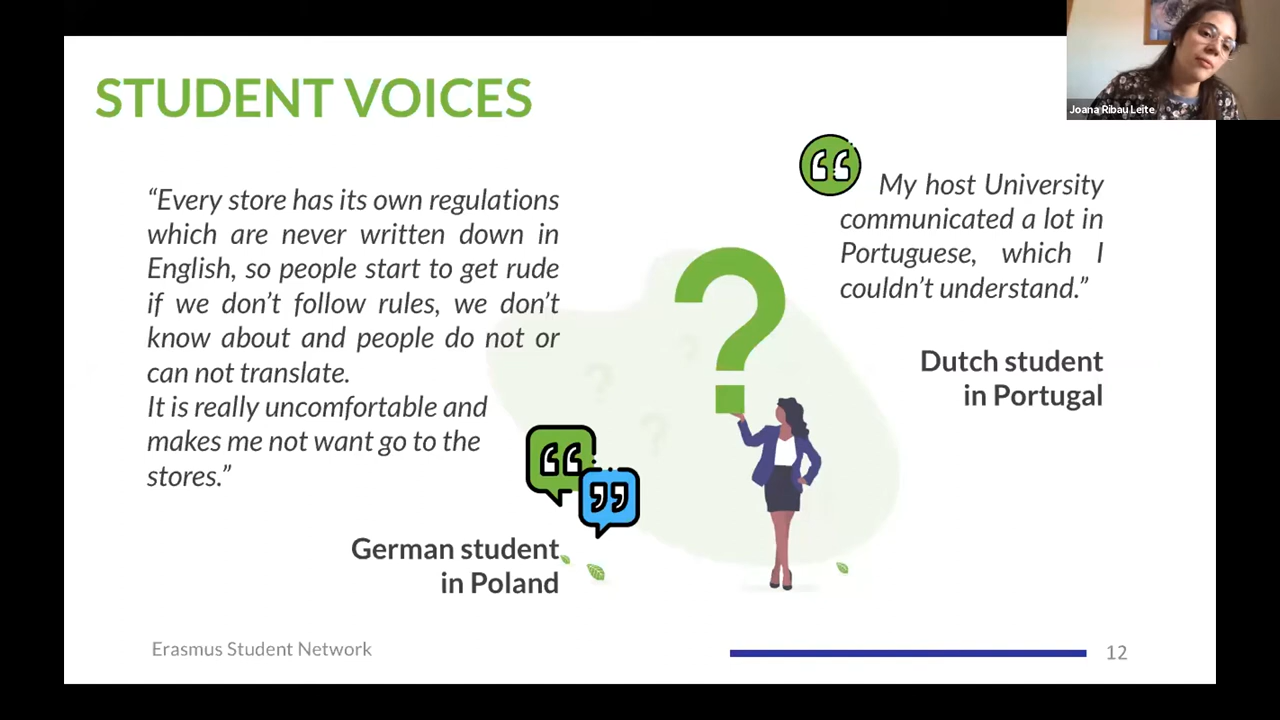 STUDENT VOICES
Joana Ribau Leite
“Every store has its own regulations
which are never written down in
English, so people start to get rude
if we don’t follow rules, we don’t
know about and people do not or
can not translate.
It is really uncomfortable and
makes me not want go to the
stores.”
German student
in Poland
My host University
communicated a lot in
Portuguese, which I
couldn’t understand.”
Dutch student
in Portugal
Erasmus Student Network
12